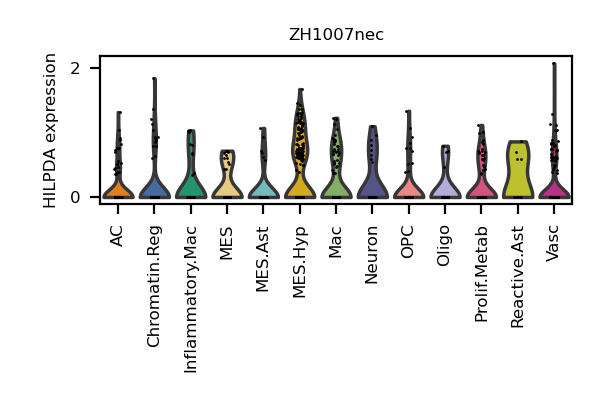 ZH1007nec
HILPDA expression
2
0
AC
Chromatin.Reg
Inflammatory.Mac
MES
MES.Ast
MES.Hyp
Mac
Neuron
OPC
Oligo
Prolif.Metab
Reactive.Ast
Vasc